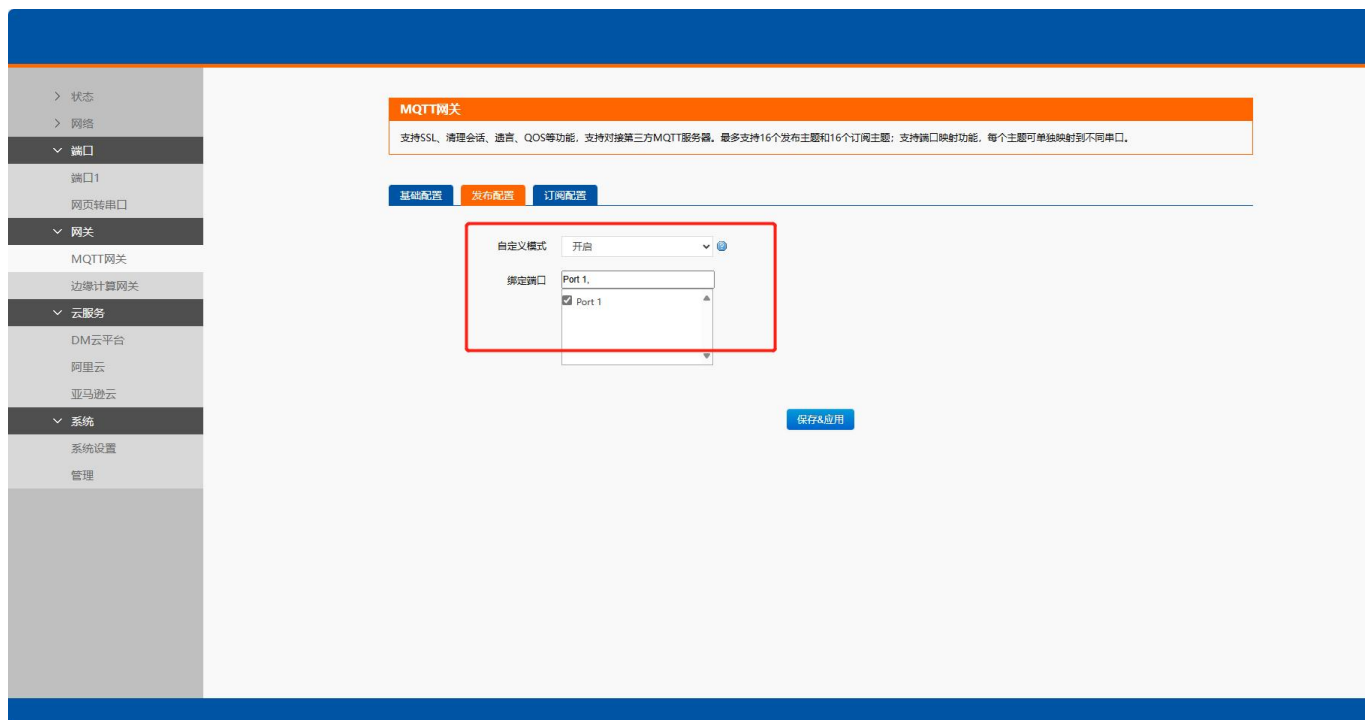 状态
网络
端口
端口1
网页转串口
网关
MQTT网关
边缘计算网关
云服务
DM云平台
阿里云
亚马逊云
系统
系统设置
管理
MQTT网关
支持SSL、清理会话、遗言、QOS等功能，支持对接第三方MQTT服务器。最多支持16个发布主题和16个订阅主题；支持端口映射功能，每个主题可单独映射到不同串口。
基础配置 发布配置 订阅配置
自定义模式 开启
绑定端口 Port 1,
Port 1
保存&应用